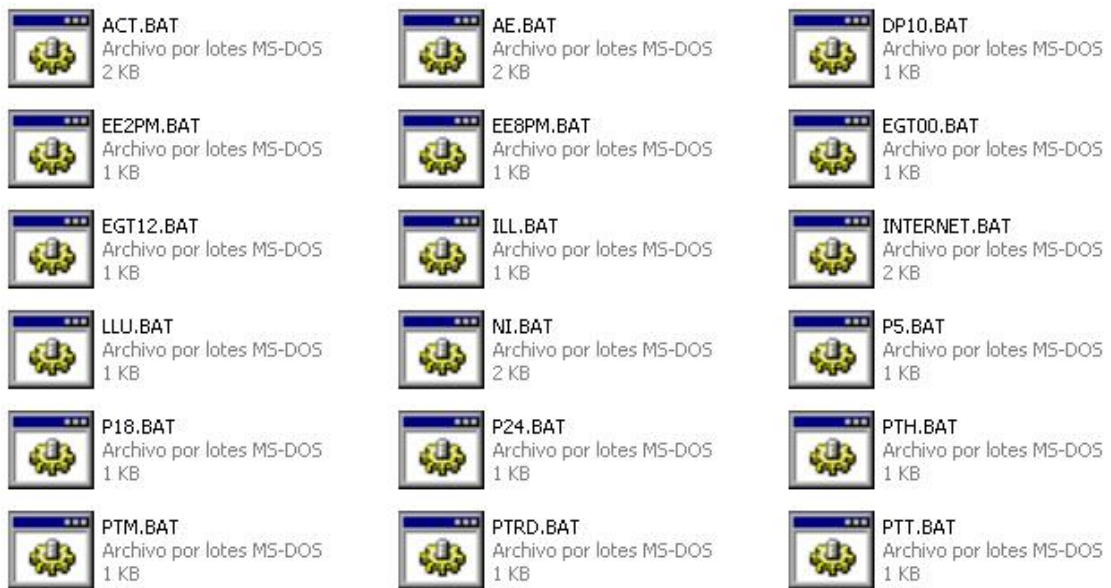 ACT.BAT
Archivo por lotes MS-DOS
2 KB
AE.BAT
Archivo por lotes MS-DOS
2 KB
DP10.BAT
Archivo por lotes MS-DOS
1 KB
EE2PM.BAT
Archivo por lotes MS-DOS
1 KB
EE8PM.BAT
Archivo por lotes MS-DOS
1 KB
EGT00.BAT
Archivo por lotes MS-DOS
1 KB
EGT12.BAT
Archivo por lotes MS-DOS
1 KB
ILL.BAT
Archivo por lotes MS-DOS
1 KB
INTERNET.BAT
Archivo por lotes MS-DOS
2 KB
LLU.BAT
Archivo por lotes MS-DOS
1 KB
NI.BAT
Archivo por lotes MS-DOS
2 KB
P5.BAT
Archivo por lotes MS-DOS
1 KB
P18.BAT
Archivo por lotes MS-DOS
1 KB
P24.BAT
Archivo por lotes MS-DOS
1 KB
PTH.BAT
Archivo por lotes MS-DOS
1 KB
PTM.BAT
Archivo por lotes MS-DOS
1 KB
PTRD.BAT
Archivo por lotes MS-DOS
1 KB
PTT.BAT
Archivo por lotes MS-DOS
1 KB